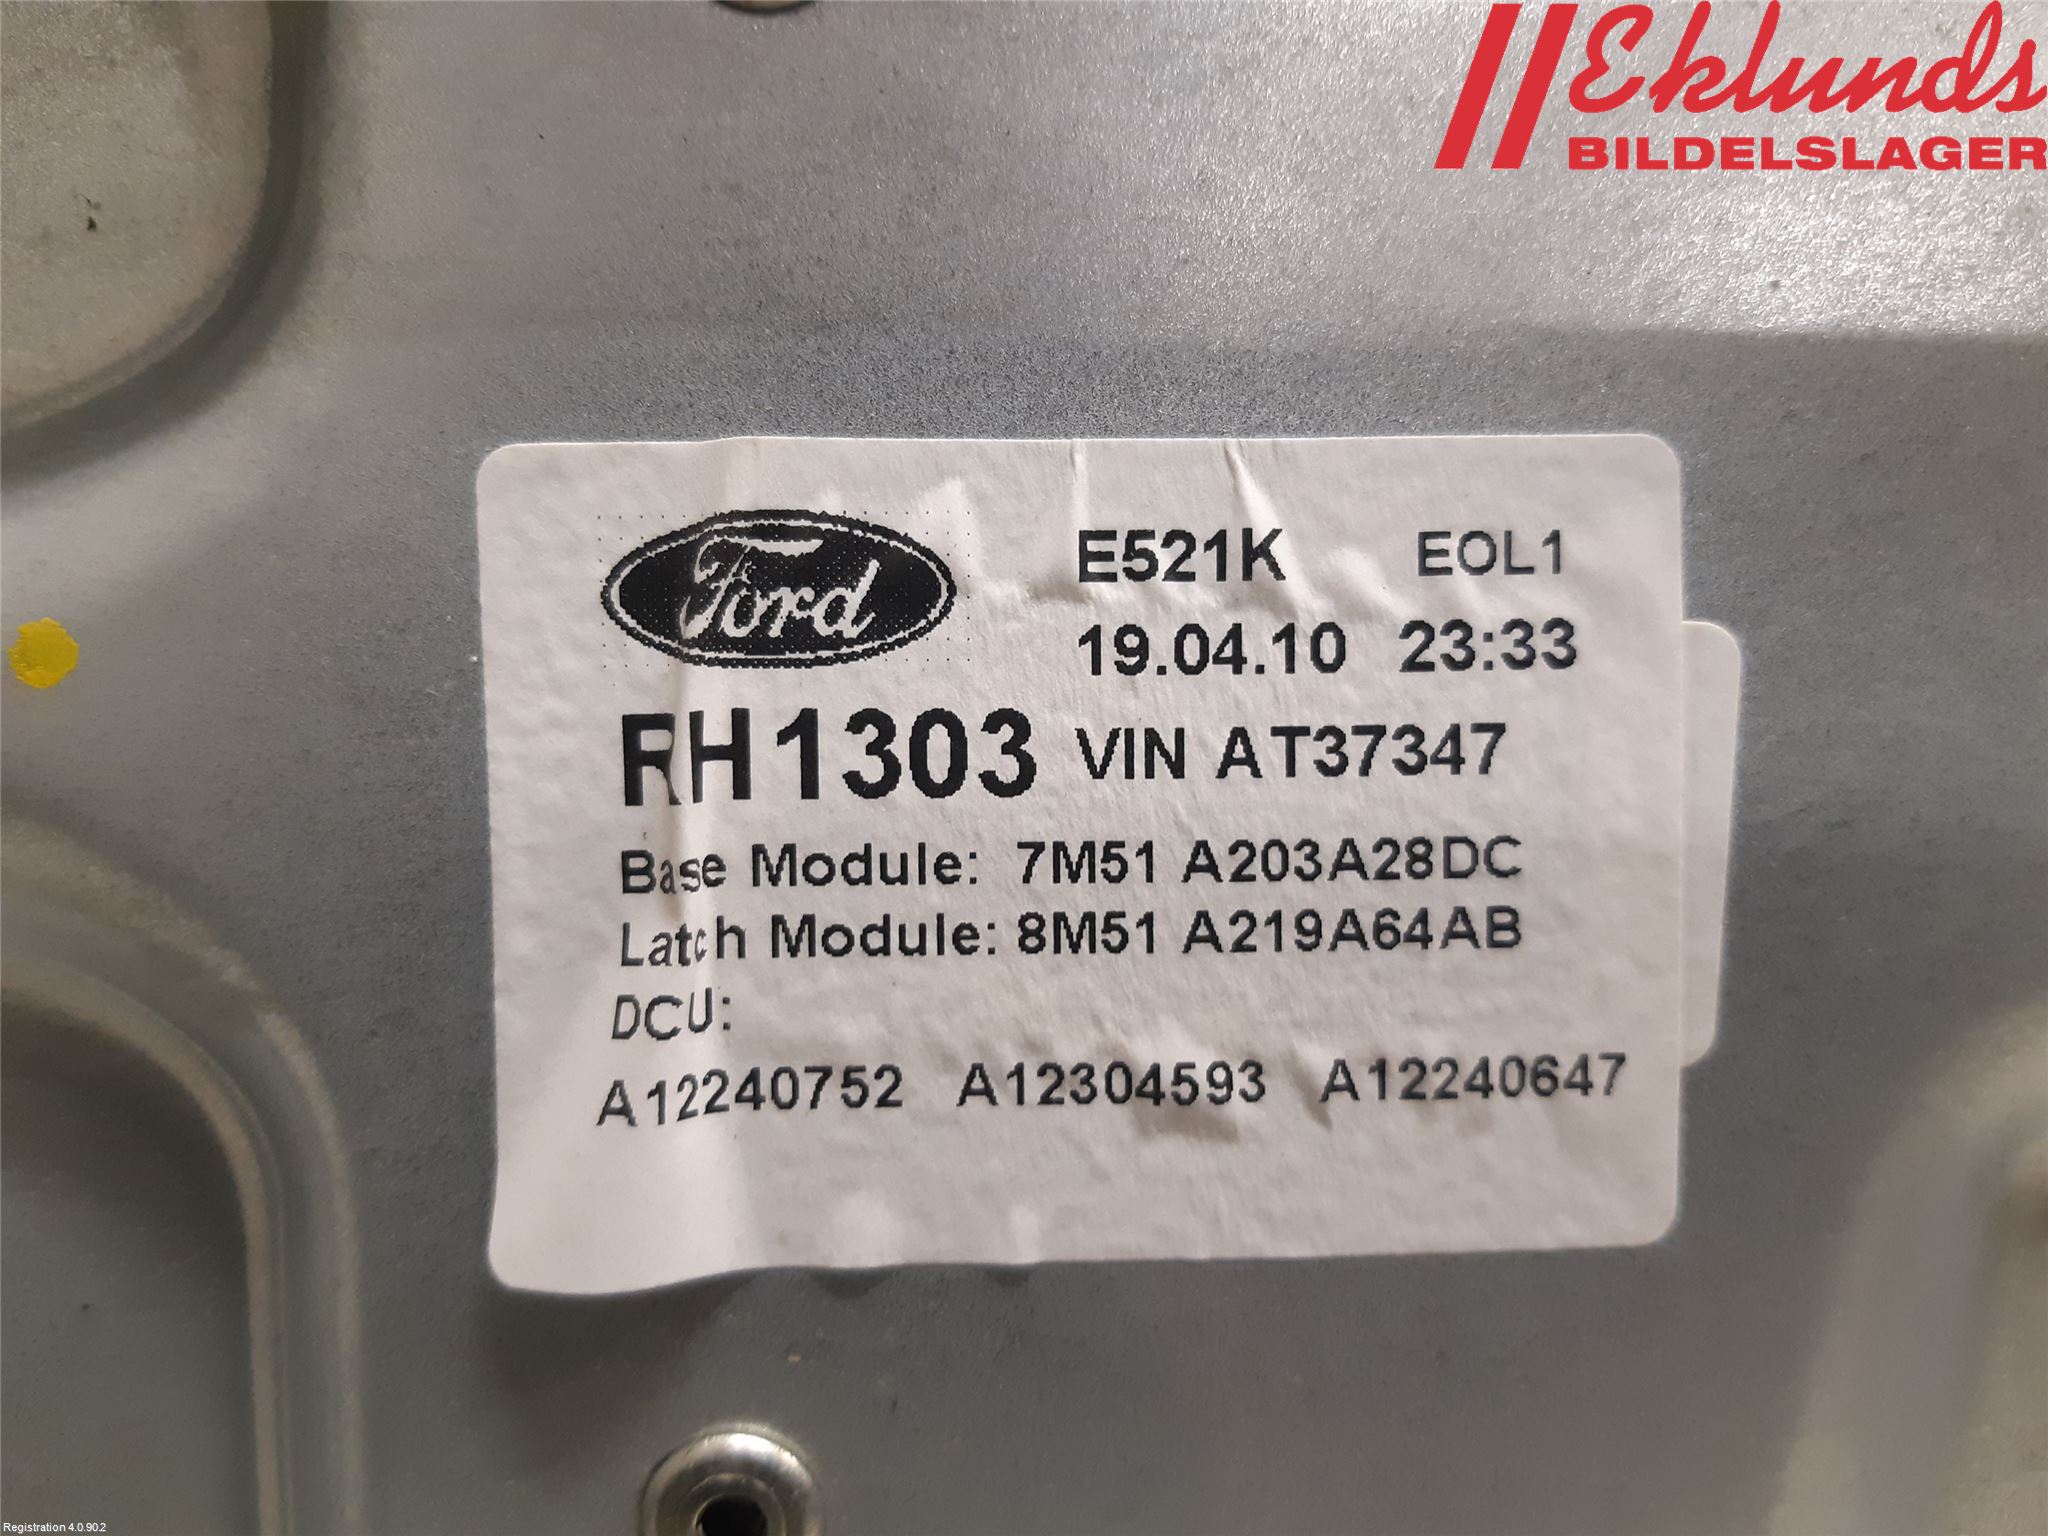 Eklunds
BILDELSLAGER
Ford
E521K EOL1
19.04.10 23:33
RH1303 VIN AT37347
Base Module: 7M51 A203A28DC
Latch Module: 8M51 A219A64AB
DCU:
A12240752 A12304593 A12240647
Registration 4.0.90.2